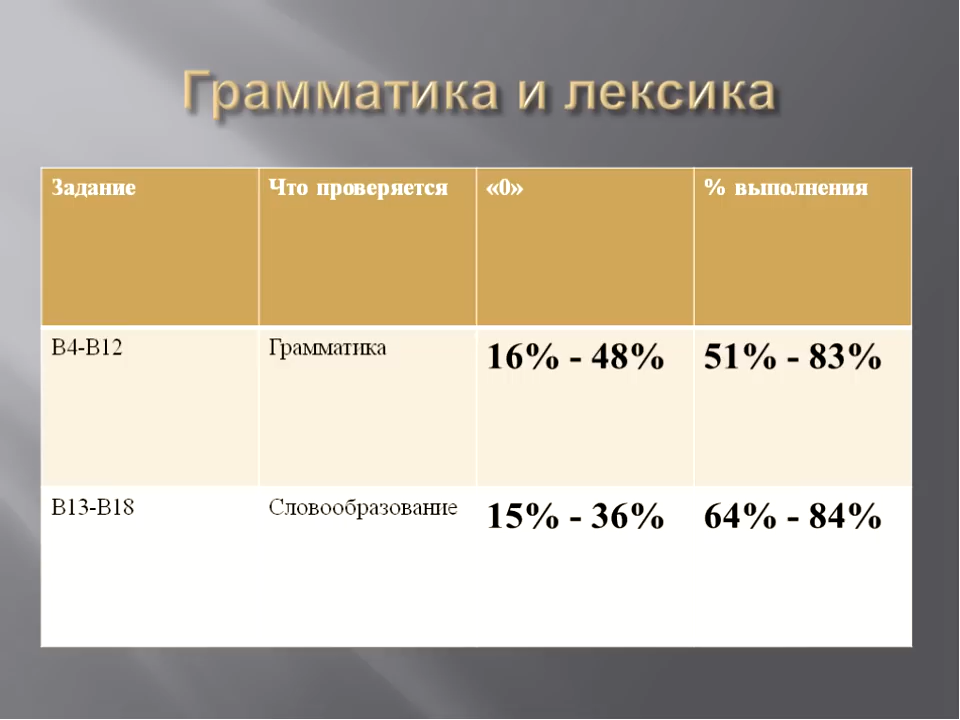 Грамматика и лексика
Задание Что проверяется «0» % выполнения
В4-В12 Грамматика 16% - 48% 51% - 83%
В13-В18 Словообразование 15% - 36% 64% - 84%